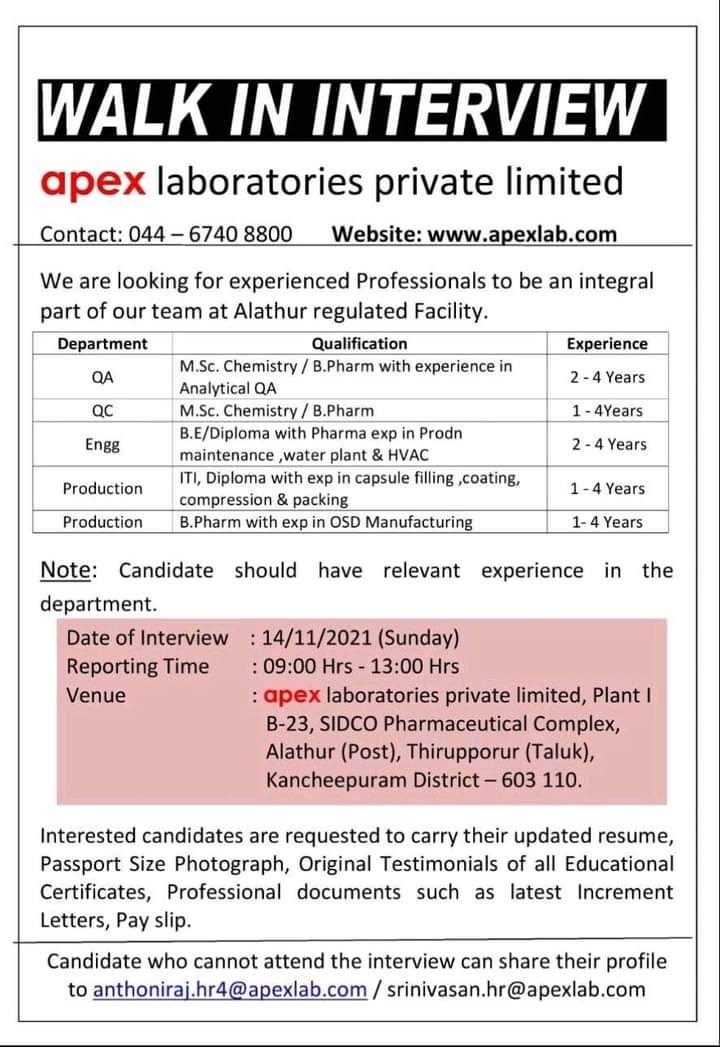 WALK IN INTERVIEW
apex laboratories private limited
Contact: 044 – 6740 8800 Website: www.apexlab.com
We are looking for experienced Professionals to be an integral
part of our team at Alathur regulated Facility.
Department Qualification Experience
QA M.Sc. Chemistry / B.Pharm with experience in
Analytical QA 2 - 4 Years
QC M.Sc. Chemistry / B.Pharm 1 - 4Years
Engg B.E/Diploma with Pharma exp in Prodn
maintenance ,water plant & HVAC 2 - 4 Years
Production ITI, Diploma with exp in capsule filling ,coating,
compression & packing 1 - 4 Years
Production B.Pharm with exp in OSD Manufacturing 1- 4 Years
Note: Candidate should have relevant experience in the
department.
Date of Interview : 14/11/2021 (Sunday)
Reporting Time : 09:00 Hrs - 13:00 Hrs
Venue : apex laboratories private limited, Plant I
B-23, SIDCO Pharmaceutical Complex,
Alathur (Post), Thirupporur (Taluk),
Kancheepuram District – 603 110.
Interested candidates are requested to carry their updated resume,
Passport Size Photograph, Original Testimonials of all Educational
Certificates, Professional documents such as latest Increment
Letters, Pay slip.
Candidate who cannot attend the interview can share their profile
to anthoniraj.hr4@apexlab.com / srinivasan.hr@apexlab.com